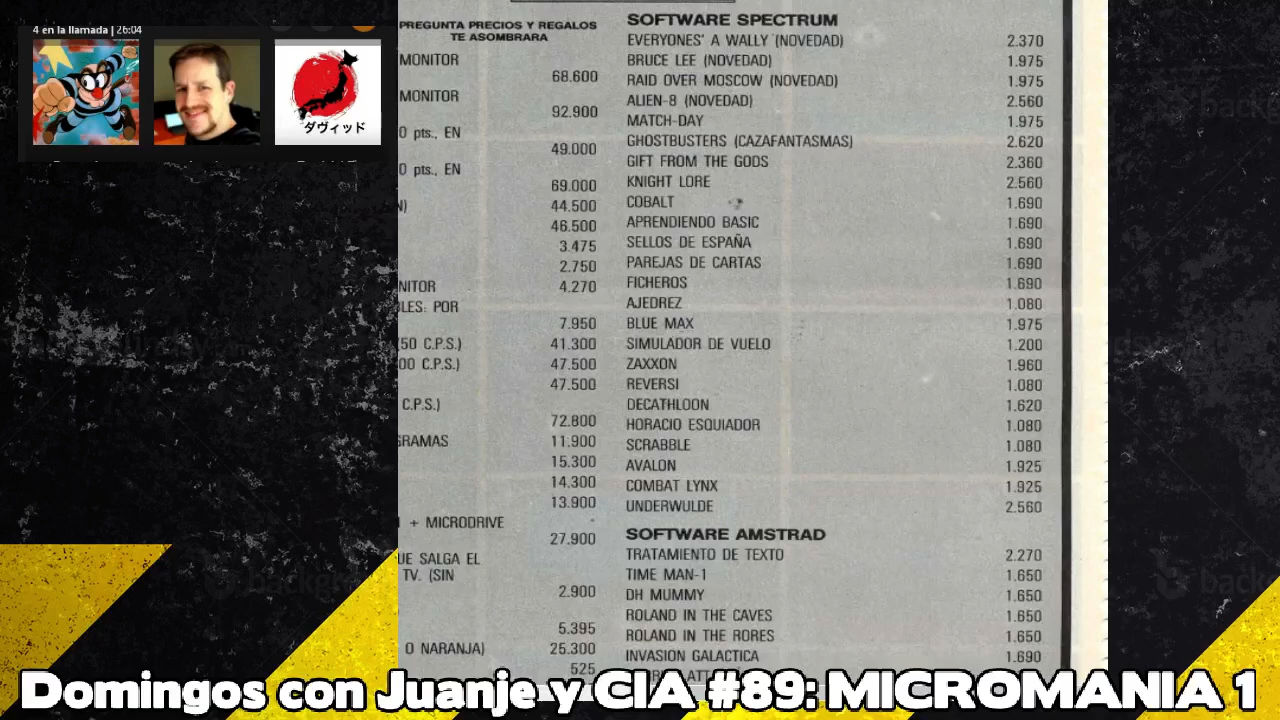 4 en la llamada | 26:04
ダヴィッド
PREGUNTA PRECIOS Y REGALOS
TE ASOMBRARA
MONITOR
68.600
MONITOR
92.900
0 pts., EN
49.000
0 pts., EN
69.000
N) 44.500
46.500
3.475
2.750
NITOR 4.270
BLES: POR
7.950
50 C.P.S.) 41.300
00 C.P.S.) 47.500
47.500
C.P.S.)
72.800
GRAMAS 11.900
15.300
14.300
13.900
+ MICRODRIVE
27.900
UE SALGA EL
TV. (SIN
2.900
5.395
O NARANJA) 25.300
525
SOFTWARE SPECTRUM
EVERYONES' A WALLY (NOVEDAD) 2.370
BRUCE LEE (NOVEDAD) 1.975
RAID OVER MOSCOW (NOVEDAD) 1.975
ALIEN-8 (NOVEDAD) 2.560
MATCH-DAY 1.975
GHOSTBUSTERS (CAZAFANTASMAS) 2.620
GIFT FROM THE GODS 2.360
KNIGHT LORE 2.560
COBALT 1.690
APRENDIENDO BASIC 1.690
SELLOS DE ESPAÑA 1.690
PAREJAS DE CARTAS 1.690
FICHEROS 1.690
AJEDREZ 1.080
BLUE MAX 1.975
SIMULADOR DE VUELO 1.200
ZAXXON 1.960
REVERSI 1.080
DECATHLOON 1.620
HORACIO ESQUIADOR 1.080
SCRABBLE 1.080
AVALON 1.925
COMBAT LYNX 1.925
UNDERWULDE 2.560
SOFTWARE AMSTRAD
TRATAMIENTO DE TEXTO 2.270
TIME MAN-1 1.650
DH MUMMY 1.650
ROLAND IN THE CAVES 1.650
ROLAND IN THE RORES 1.650
INVASION GALACTICA 1.690
Domingos con Juanje y CIA #89: MICROMANIA 1